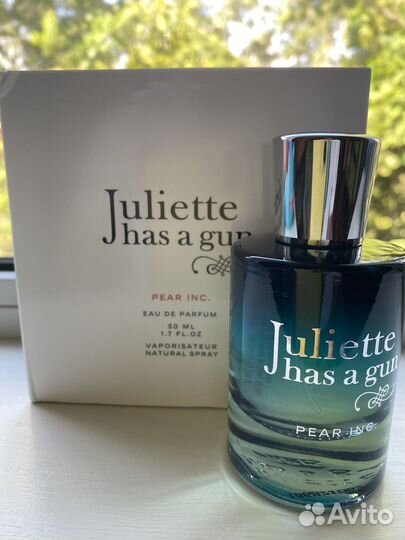 Juliette
has a gun
PEAR INC.
EAU DE PARFUM
50 ML
1.7 FL.OZ
VAPORISATEUR
NATURAL SPRAY
Juliette
has a gun
PEAR INC.
Avito